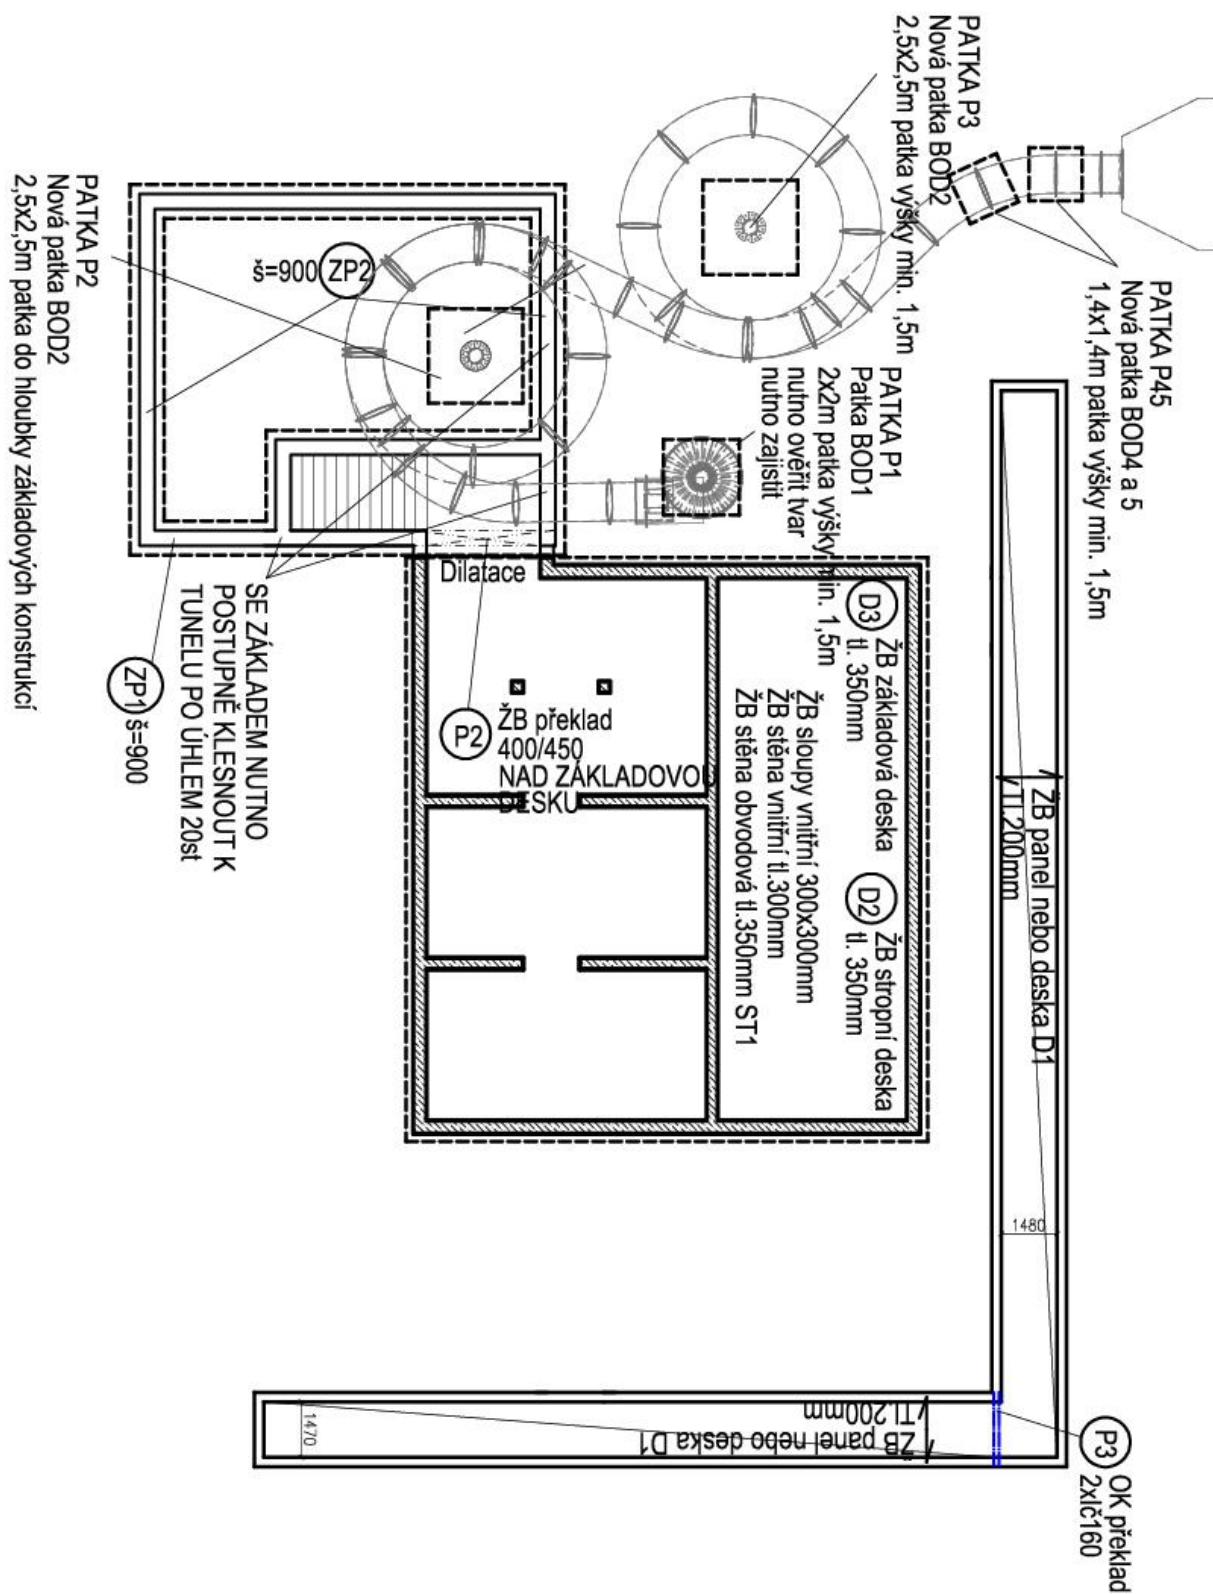 PATKA P3
Nová patka BOD2
2,5x2,5m patka výšky min. 1,5m
PATKA P45
Nová patka BOD4 a 5
1,4x1,4m patka výšky min. 1,5m
PATKA P2
Nová patka BOD2
2,5x2,5m patka do hloubky základových konstrukcí
š=900 ZP2
PATKA P1
Patka BOD1
2x2m patka výšky min. 1,5m
nutno ověřit tvar
nutno zajistit
Dilatace
SE ZÁKLADEM NUTNO
POSTUPNĚ KLESNOUT K
TUNELU PO ÚHLEM 20st
ZP1 š=900
P2 ŽB překlad
400/450
NAD ZÁKLADOVOU
DESKU
D3 ŽB základová deska
tl. 350mm
D2 ŽB stropní deska
tl. 350mm
ŽB sloupy vnitřní 300x300mm
ŽB stěna vnitřní tl.300mm
ŽB stěna obvodová tl.350mm ST1
ŽB panel nebo deska D1
Tl.200mm
1480
1470
ŽB panel nebo deska D1
Tl.200mm
P3 OK překlad
2xIč160